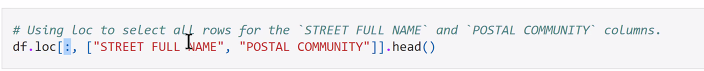 # Using loc to select all rows for the `STREET FULL NAME` and `POSTAL COMMUNITY` columns.
df.loc[:, ["STREET FULL NAME", "POSTAL COMMUNITY"]].head()